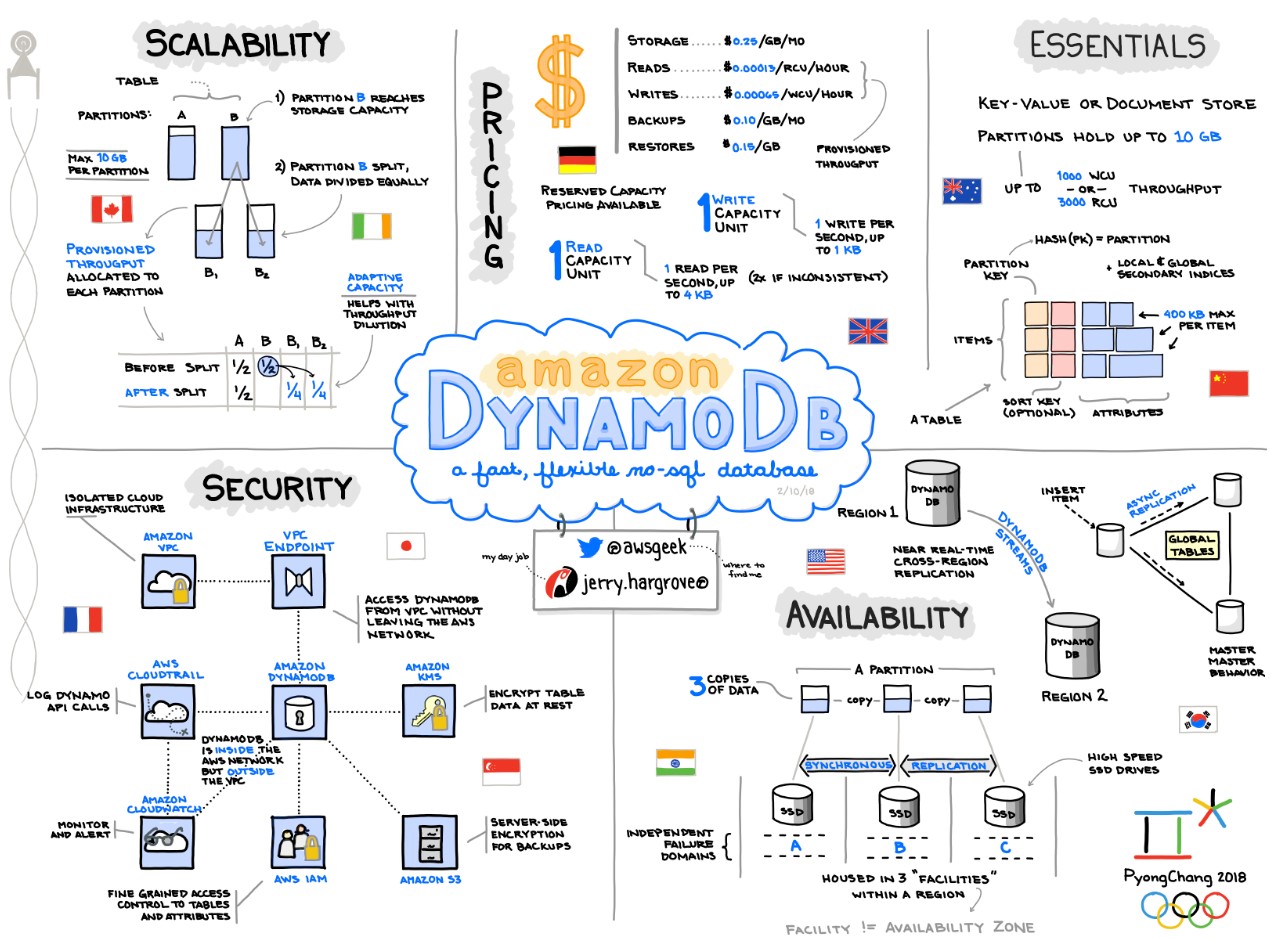 SCALABILITY
TABLE
PARTITIONS:
A
B
1) PARTITION B REACHES
STORAGE CAPACITY
MAX 10 GB
PER PARTITION
2) PARTITION B SPLIT,
DATA DIVIDED EQUALLY
PROVISIONED
THROUGPUT
ALLOCATED TO
EACH PARTITION
B1
B2
ADAPTIVE
CAPACITY
HELPS WITH
THROUGHPUT
DILUTION
A B B1 B2
BEFORE SPLIT 1/2 1/2
AFTER SPLIT 1/2 1/4 1/4
PRICING
$
STORAGE...... $0.25/GB/MO
READS ........ $0.00013/RCU/HOUR
WRITES....... $0.00065/WCU/HOUR
BACKUPS $0.10/GB/MO
RESTORES $0.15/GB
PROVISIONED
THROGHPUT
RESERVED CAPACITY
PRICING AVAILABLE
1 WRITE
CAPACITY
UNIT
1 WRITE PER
SECOND, UP
TO 1 KB
1 READ
CAPACITY
UNIT
1 READ PER
SECOND, UP
TO 4 KB
(2X IF INCONSISTENT)
ESSENTIALS
KEY-VALUE OR DOCUMENT STORE
PARTITIONS HOLD UP TO 10 GB
UP TO
1000 WCU
-OR-
3000 RCU
THROUGHPUT
HASH(PK) = PARTITION
PARTITION
KEY
+ LOCAL & GLOBAL
SECONDARY INDICES
400 KB MAX
PER ITEM
ITEMS
SORT KEY
(OPTIONAL)
ATTRIBUTES
A TABLE
amazon
DYNAMODB
a fast, flexible no-sql database
2/10/18
@awsgeek
my day job
where to
find me
jerry.hargrove@
SECURITY
ISOLATED CLOUD
INFRASTRUCTURE
AMAZON
VPC
VPC
ENDPOINT
ACCESS DYNAMODB
FROM VPC WITHOUT
LEAVING THE AWS
NETWORK
AWS
CLOUDTRAIL
AMAZON
DYNAMODB
AMAZON
KMS
LOG DYNAMO
API CALLS
ENCRYPT TABLE
DATA AT REST
DYNAMODB
IS INSIDE THE
AWS NETWORK
BUT OUTSIDE
THE VPC
AMAZON
CLOUDWATCH
MONITOR
AND ALERT
SERVER-SIDE
ENCRYPTION
FOR BACKUPS
AWS IAM
AMAZON S3
FINE GRAINED ACCESS
CONTROL TO TABLES
AND ATTRIBUTES
REGION 1
DYNAMO
DB
DYNAMODB
STREAMS
NEAR REAL-TIME
CROSS-REGION
REPLICATION
DYNAMO
DB
REGION 2
INSERT
ITEM
ASYNC
REPLICATION
GLOBAL
TABLES
MASTER
MASTER
BEHAVIOR
AVAILABILITY
A PARTITION
3 COPIES
OF DATA
- COPY -
- COPY -
SYNCHRONOUS
REPLICATION
HIGH SPEED
SSD DRIVES
SSD
SSD
SSD
INDEPENDENT
FAILURE
DOMAINS
A
B
C
HOUSED IN 3 "FACILITIES"
WITHIN A REGION
FACILITY != AVAILABILITY ZONE
PyongChang 2018